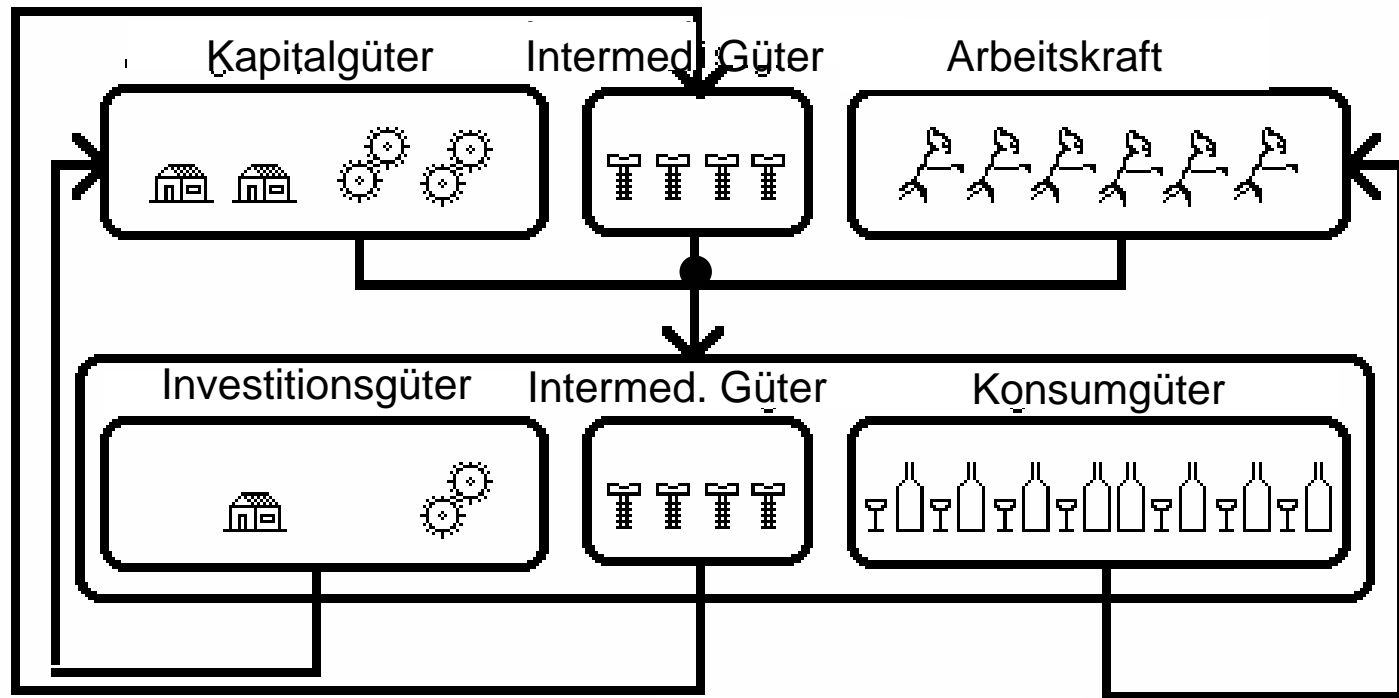 Kapitalgüter
Intermedi Güter
Arbeitskraft
Investitionsgüter
Intermed. Güter
Konsumgüter